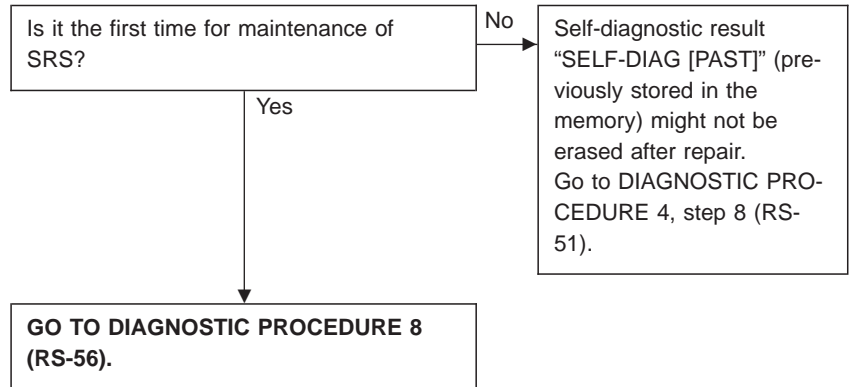 Is it the first time for maintenance of
SRS?
No
Self-diagnostic result
“SELF-DIAG [PAST]” (pre-
viously stored in the
memory) might not be
erased after repair.
Go to DIAGNOSTIC PRO-
CEDURE 4, step 8 (RS-
51).
Yes
GO TO DIAGNOSTIC PROCEDURE 8
(RS-56).